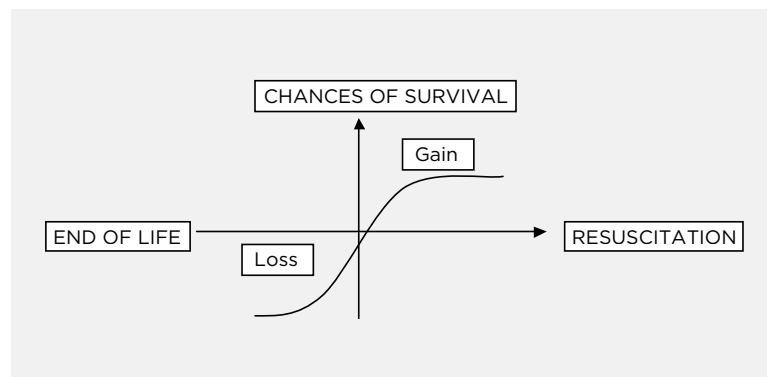 CHANCES OF SURVIVAL
Gain
END OF LIFE
RESUSCITATION
Loss